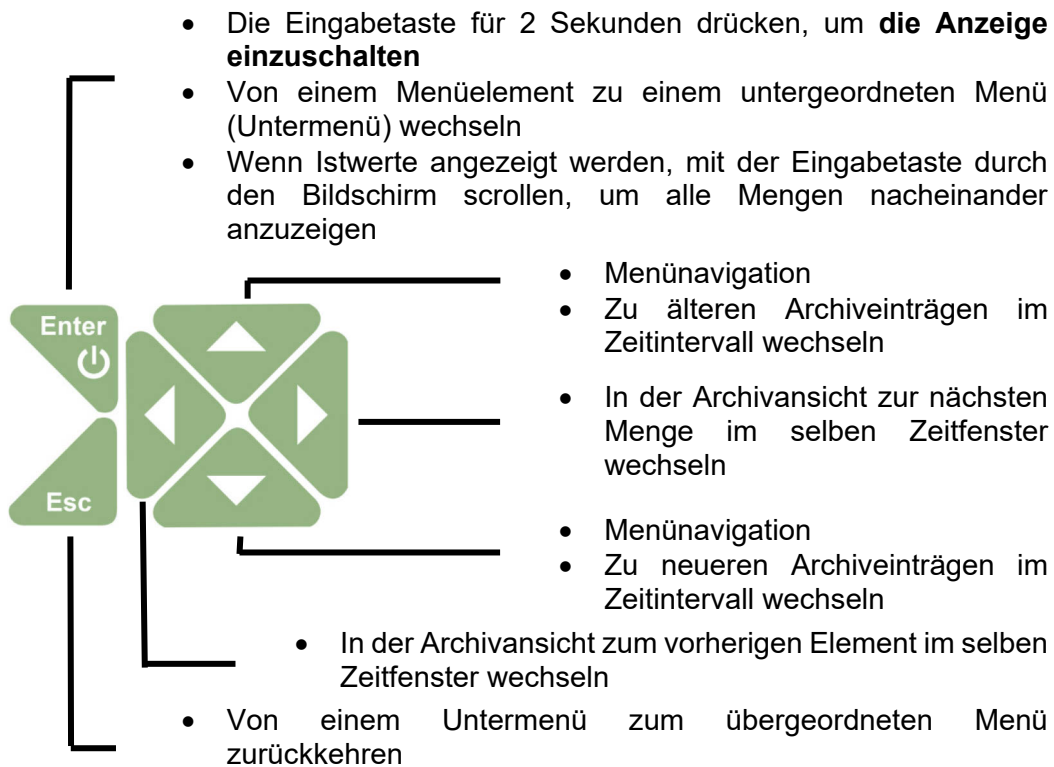 • Die Eingabetaste für 2 Sekunden drücken, um die Anzeige
einzuschalten
• Von einem Menüelement zu einem untergeordneten Menü
(Untermenü) wechseln
• Wenn Istwerte angezeigt werden, mit der Eingabetaste durch
den Bildschirm scrollen, um alle Mengen nacheinander
anzuzeigen
• Menünavigation
• Zu älteren Archiveinträgen im
Zeitintervall wechseln
Enter
• In der Archivansicht zur nächsten
Menge im selben Zeitfenster
wechseln
Esc
• Menünavigation
• Zu neueren Archiveinträgen im
Zeitintervall wechseln
• In der Archivansicht zum vorherigen Element im selben
Zeitfenster wechseln
• Von einem Untermenü zum übergeordneten Menü
zurückkehren